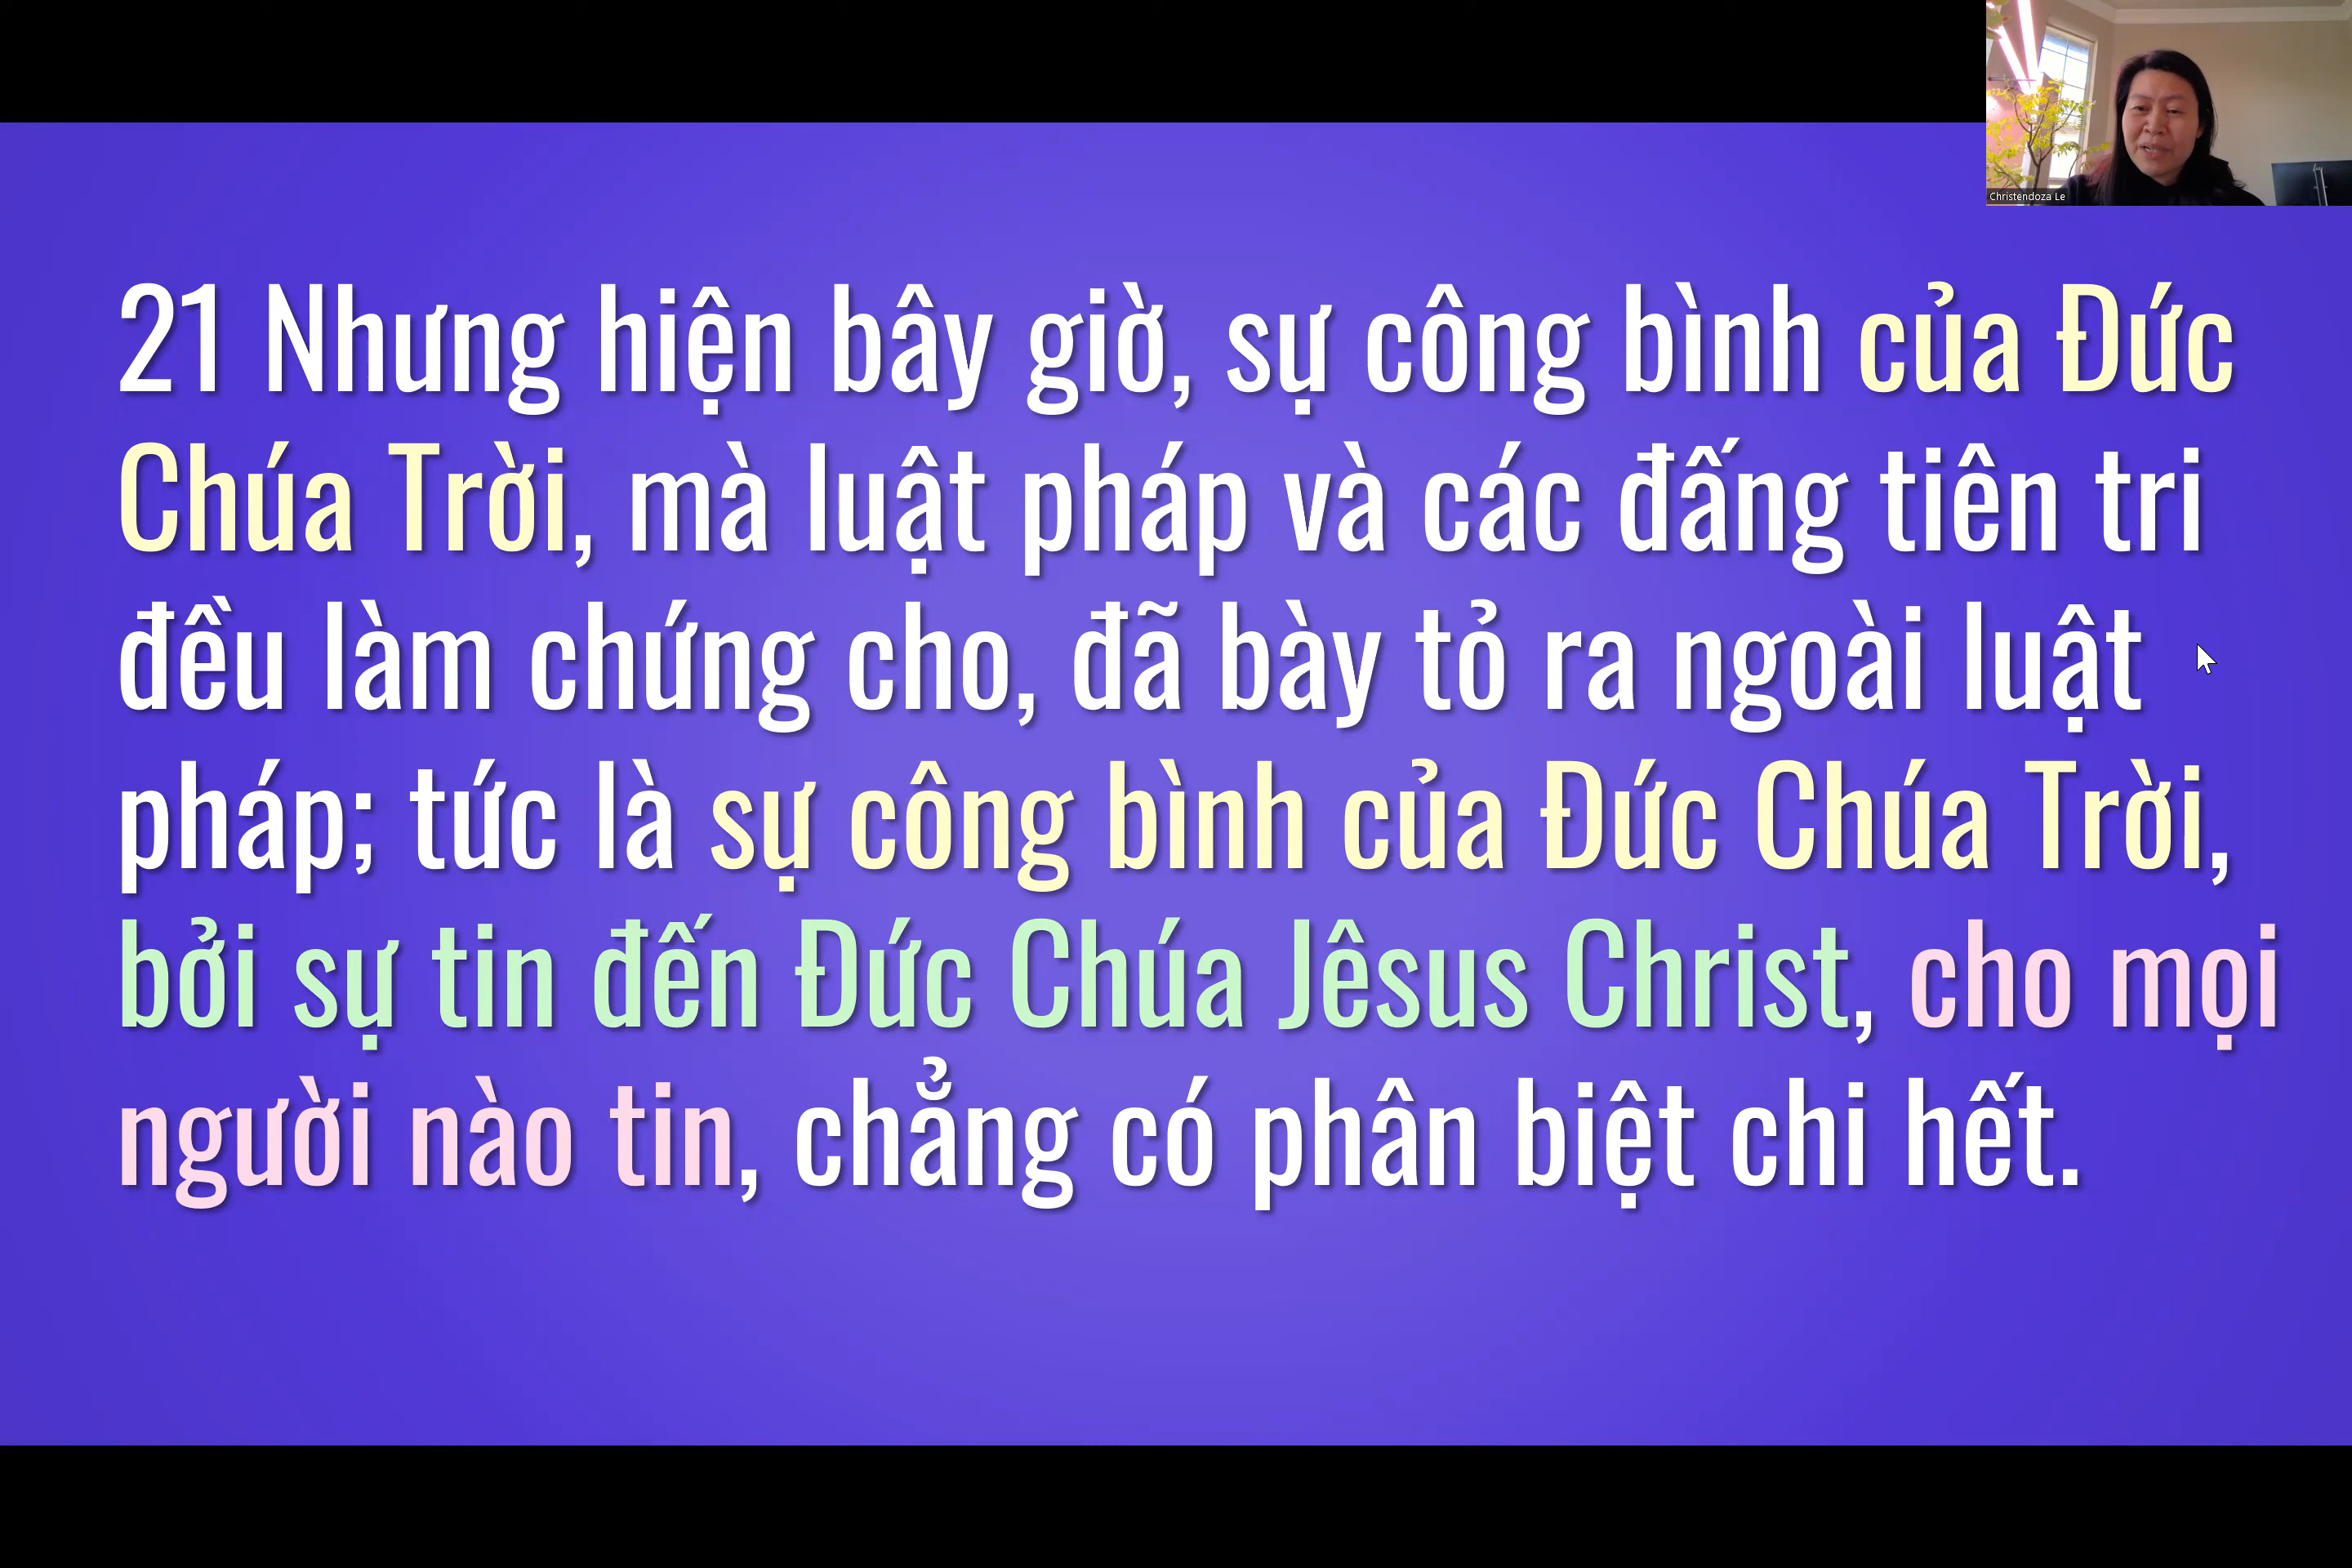 Christendoza Le
21 Nhưng hiện bây giờ, sự công bình của Đức
Chúa Trời, mà luật pháp và các đấng tiên tri
đều làm chứng cho, đã bày tỏ ra ngoài luật
pháp; tức là sự công bình của Đức Chúa Trời,
bởi sự tin đến Đức Chúa Jêsus Christ, cho mọi
người nào tin, chẳng có phân biệt chi hết.